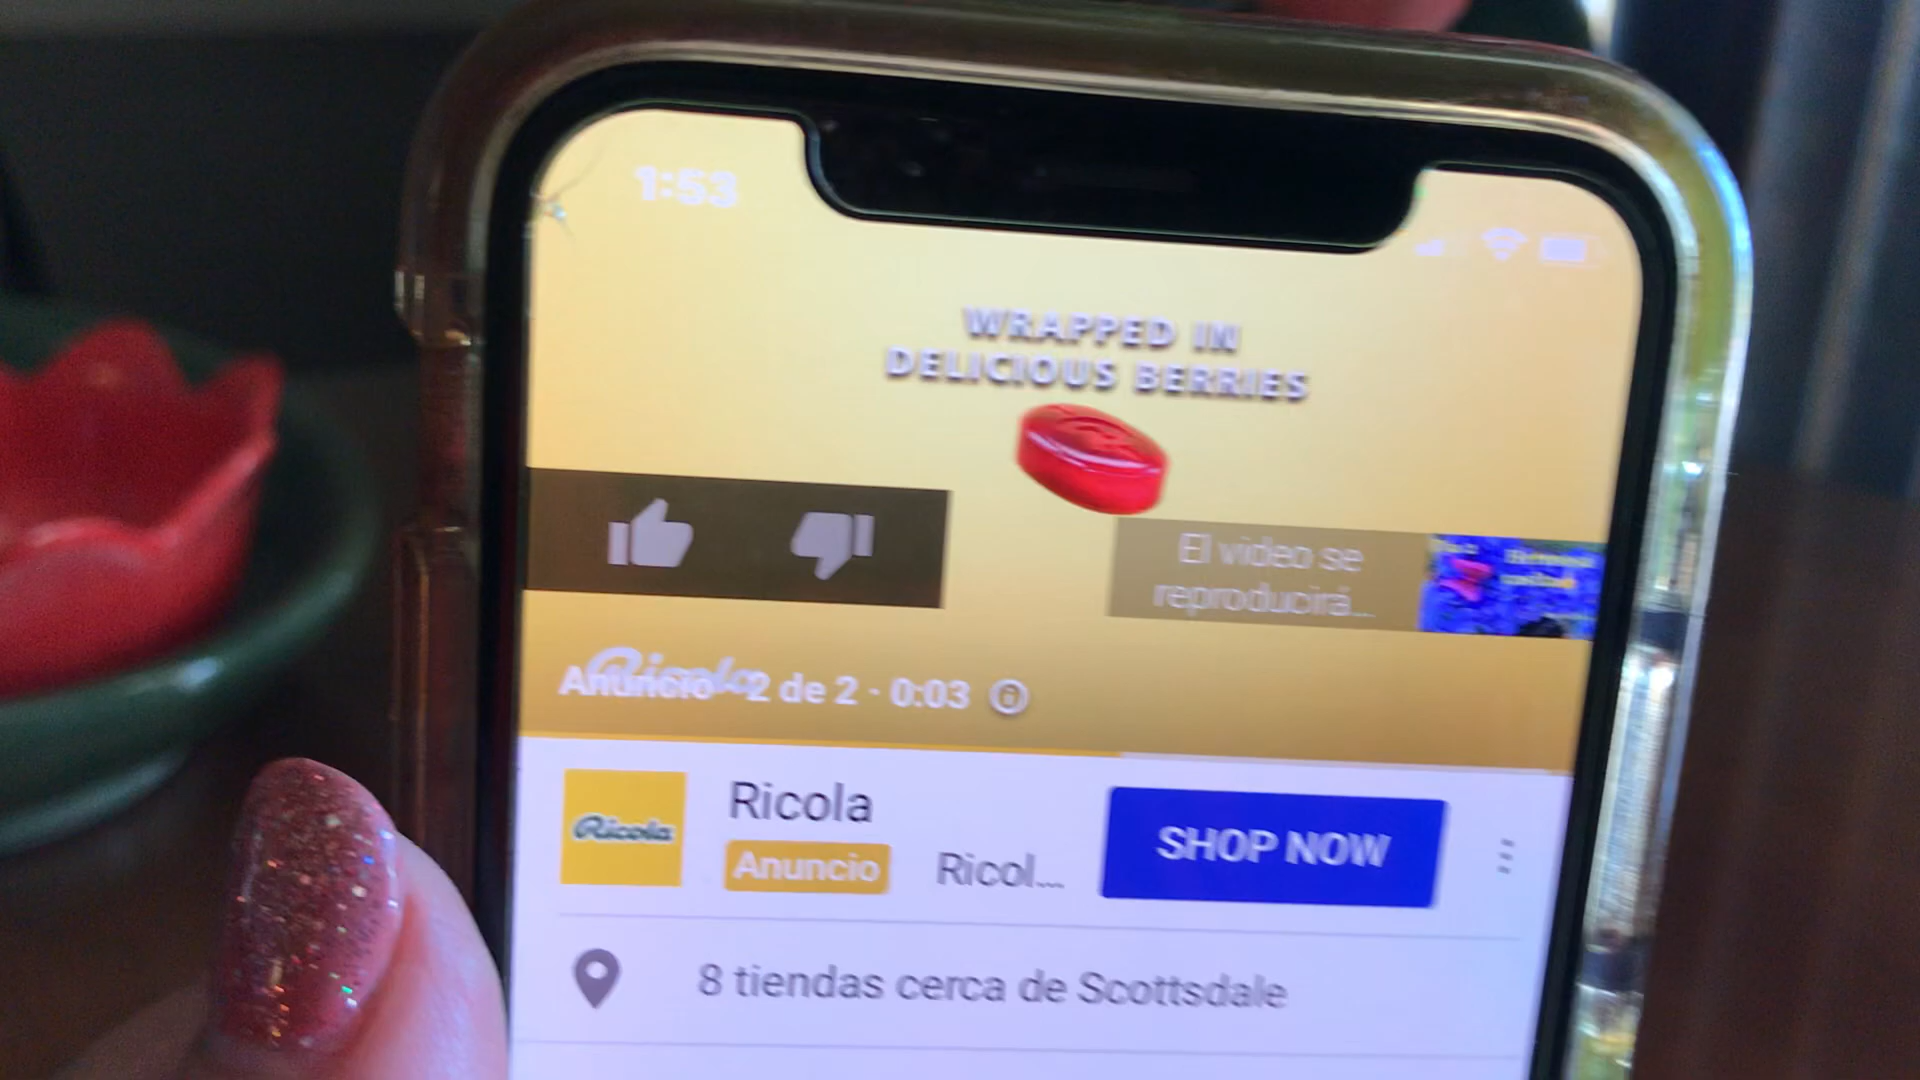 1:53
WRAPPED IN
DELICIOUS BERRIES
El video se
reproducirá...
Ricola
Anuncio 2 de 2 · 0:03
Ricola
Ricola
Anuncio
Ricol...
SHOP NOW
8 tiendas cerca de Scottsdale